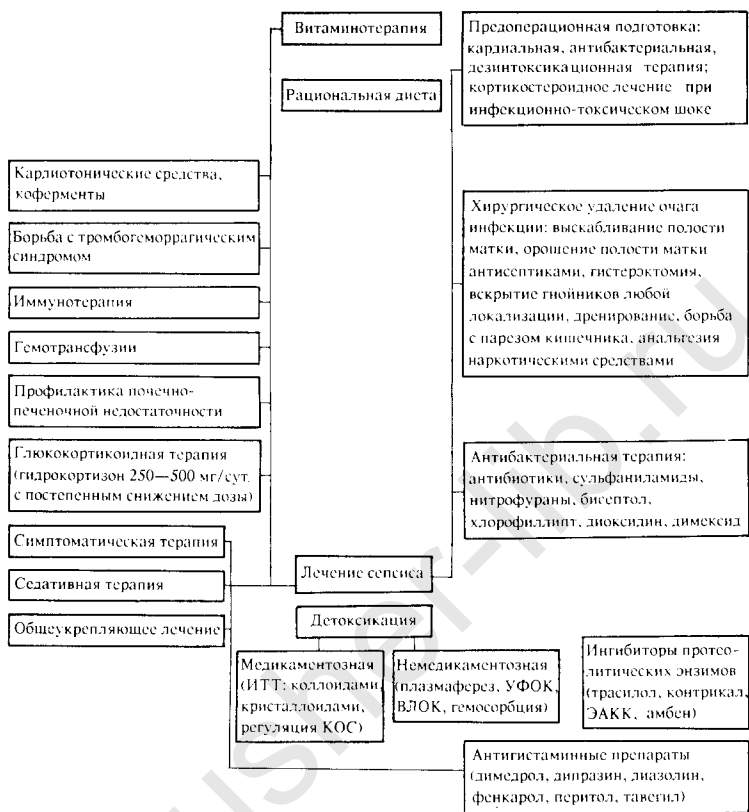 Витаминотерапия
Рациональная диета
Предоперационная подготовка:
кардиальная, антибактериальная,
дезинтоксикационная терапия;
кортикостероидное лечение при
инфекционно-токсическом шоке
Кардиотонические средства,
коферменты
Борьба с тромбогеморрагическим
синдромом
Иммунотерапия
Гемотрансфузии
Профилактика почечно-
печеночной недостаточности
Глюкокортикоидная терапия
(гидрокортизон 250—500 мг/сут.
с постепенным снижением дозы)
Хирургическое удаление очага
инфекции: выскабливание полости
матки, орошение полости матки
антисептиками, гистерэктомия,
вскрытие гнойников любой
локализации, дренирование, борьба
с парезом кишечника, анальгезия
наркотическими средствами
Антибактериальная терапия:
антибиотики, сульфаниламиды,
нитрофураны, бисептол,
хлорофиллипт, диоксидин, димексид
Симптоматическая терапия
Седативная терапия
Общеукрепляющее лечение
Лечение сепсиса
Детоксикация
Медикаментозная
(ИТТ: коллоидами,
кристаллоидами,
регуляция КОС)
Немедикаментозная
(плазмаферез, УФОК,
ВЛОК, гемосорбция)
Ингибиторы протео-
литических энзимов
(трасилол, контрикал,
ЭАКК, амбен)
Антигистаминные препараты
(димедрол, дипразин, диазолин,
фенкарол, перитол, тавегил)
akusher-lib.ru